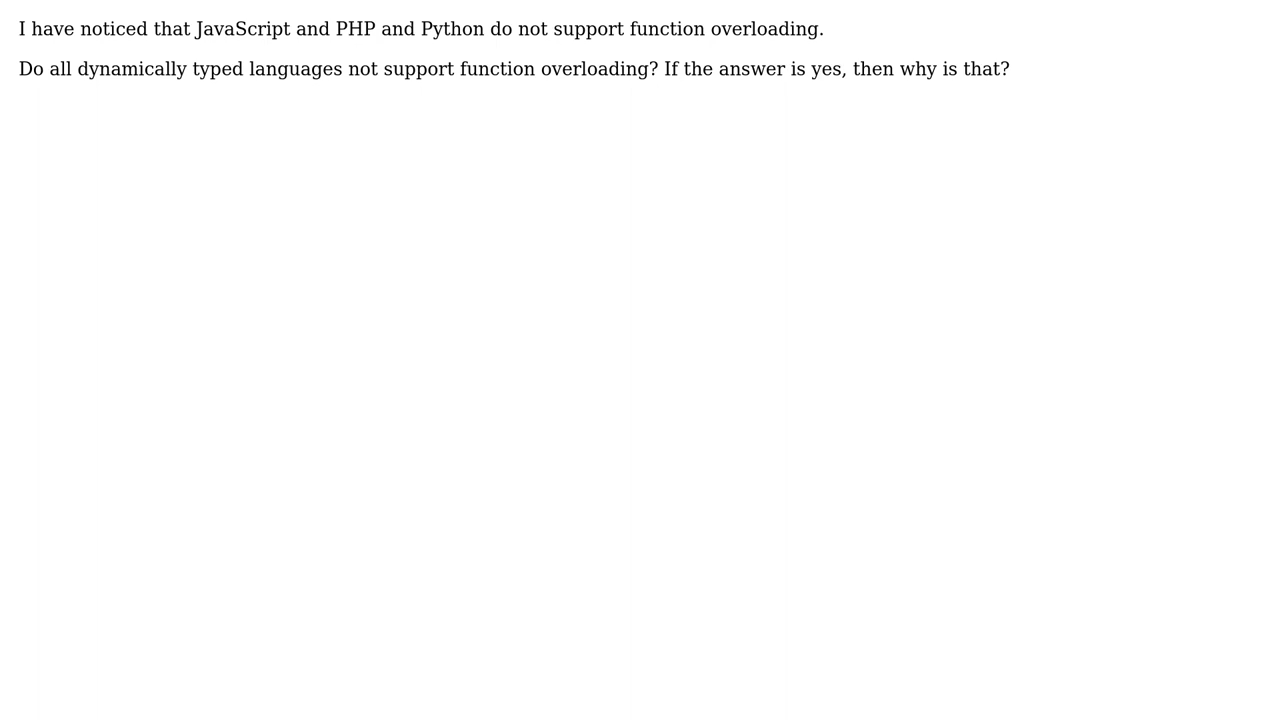 I have noticed that JavaScript and PHP and Python do not support function overloading.
Do all dynamically typed languages not support function overloading? If the answer is yes, then why is that?